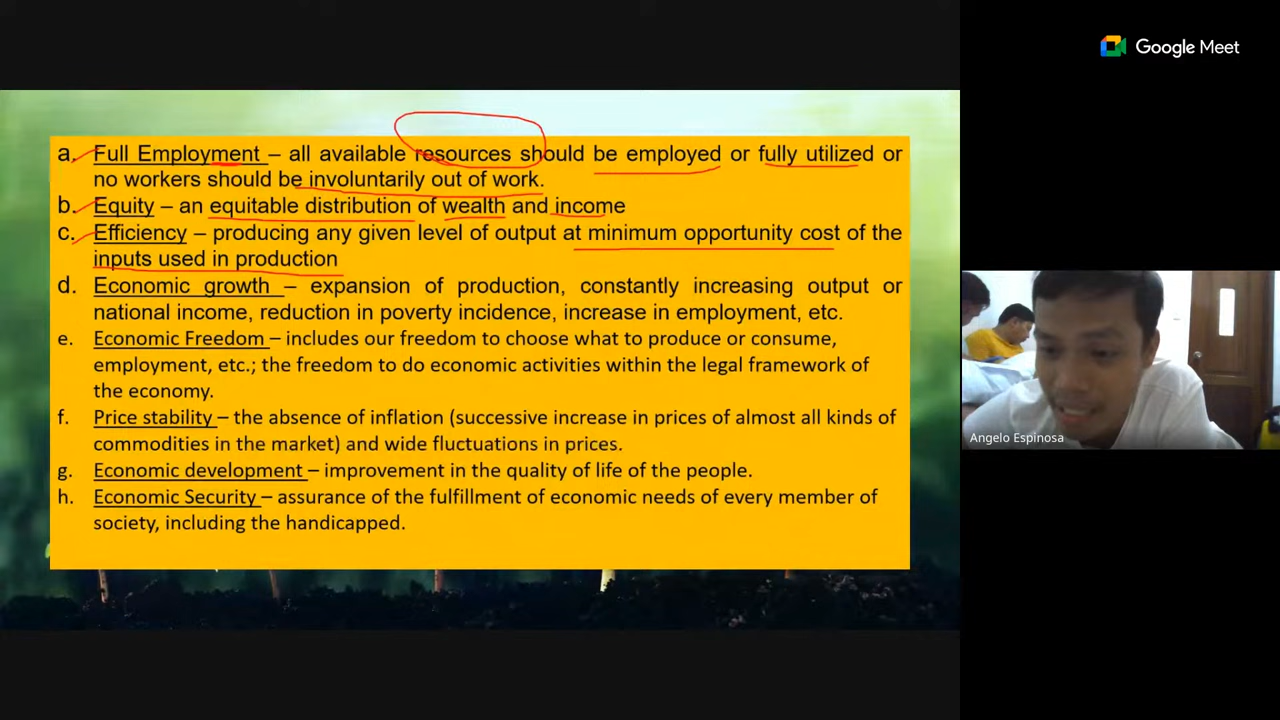 Google Meet
a. Full Employment – all available resources should be employed or fully utilized or
no workers should be involuntarily out of work.
b. Equity – an equitable distribution of wealth and income
c. Efficiency – producing any given level of output at minimum opportunity cost of the
inputs used in production
d. Economic growth – expansion of production, constantly increasing output or
national income, reduction in poverty incidence, increase in employment, etc.
e. Economic Freedom – includes our freedom to choose what to produce or consume,
employment, etc.; the freedom to do economic activities within the legal framework of
the economy.
f. Price stability – the absence of inflation (successive increase in prices of almost all kinds of
commodities in the market) and wide fluctuations in prices.
g. Economic development – improvement in the quality of life of the people.
h. Economic Security – assurance of the fulfillment of economic needs of every member of
society, including the handicapped.
Angelo Espinosa